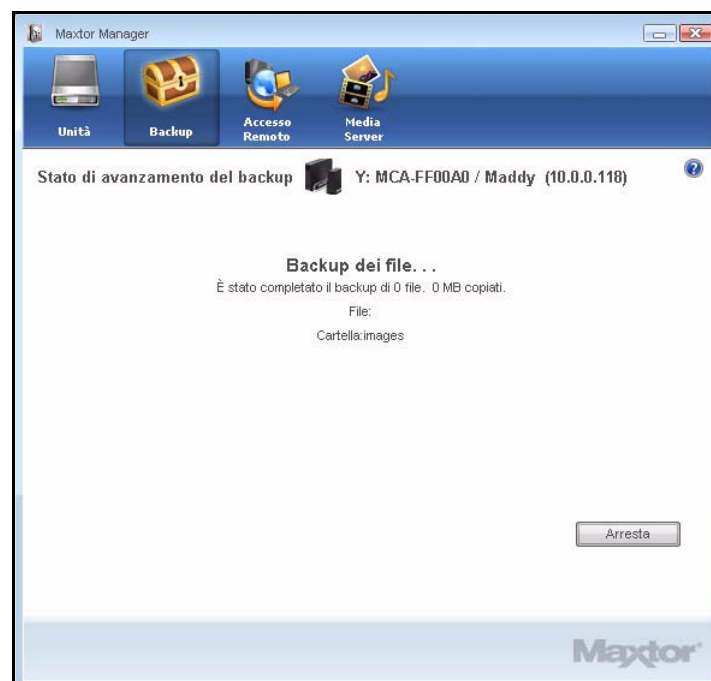 Maxtor Manager
Unità
Backup
Accesso Remoto
Media Server
Stato di avanzamento del backup
Y: MCA-FF00A0 / Maddy (10.0.0.118)
?
Backup dei file. . .
È stato completato il backup di 0 file. 0 MB copiati.
File:
Cartella:images
Arresta
Maxtor